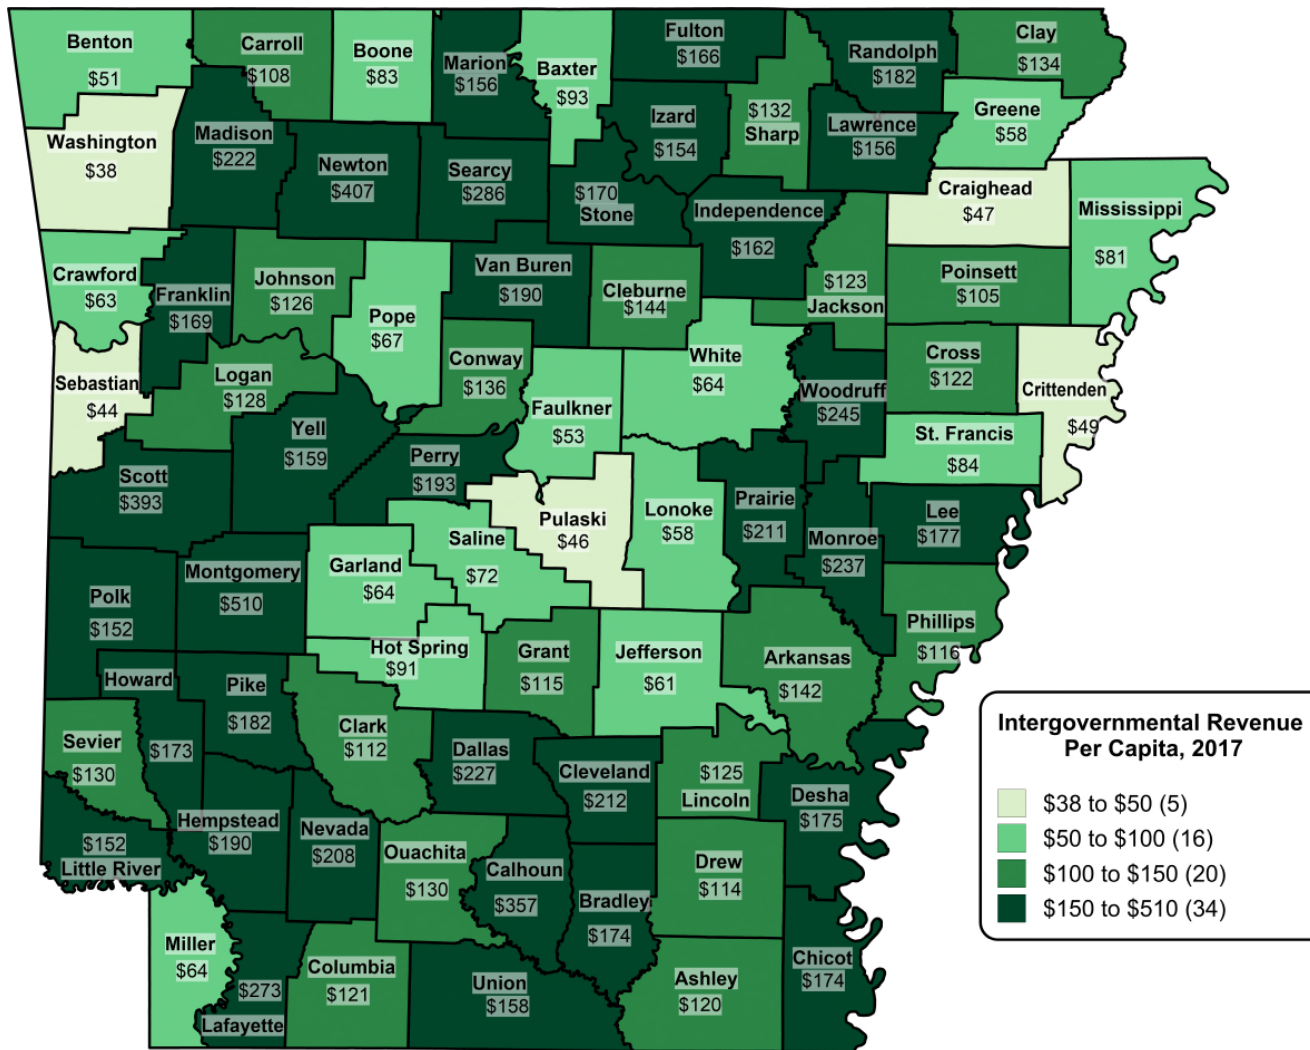 Benton
$51
Carroll
$108
Boone
$83
Marion
$156
Baxter
$93
Fulton
$166
Randolph
$182
Clay
$134
Washington
$38
Madison
$222
Newton
$407
Searcy
$286
$170
Stone
Izard
$154
$132
Sharp
Lawrence
$156
Greene
$58
Craighead
$47
Mississippi
$81
Independence
$162
Crawford
$63
Franklin
$169
Johnson
$126
Pope
$67
Van Buren
$190
Cleburne
$144
$123
Jackson
Poinsett
$105
Sebastian
$44
Logan
$128
Conway
$136
Faulkner
$53
White
$64
Woodruff
$245
Cross
$122
Crittenden
$49
St. Francis
$84
Scott
$393
Yell
$159
Perry
$193
Pulaski
$46
Lonoke
$58
Prairie
$211
Monroe
$237
Lee
$177
Polk
$152
Montgomery
$510
Garland
$64
Saline
$72
Hot Spring
$91
Grant
$115
Jefferson
$61
Arkansas
$142
Phillips
$116
Howard
$173
Pike
$182
Sevier
$130
Clark
$112
Dallas
$227
Cleveland
$212
$125
Lincoln
Desha
$175
$152
Little River
Hempstead
$190
Nevada
$208
Ouachita
$130
Calhoun
$357
Bradley
$174
Drew
$114
Miller
$64
$273
Lafayette
Columbia
$121
Union
$158
Ashley
$120
Chicot
$174
Intergovernmental Revenue
Per Capita, 2017
$38 to $50 (5)
$50 to $100 (16)
$100 to $150 (20)
$150 to $510 (34)